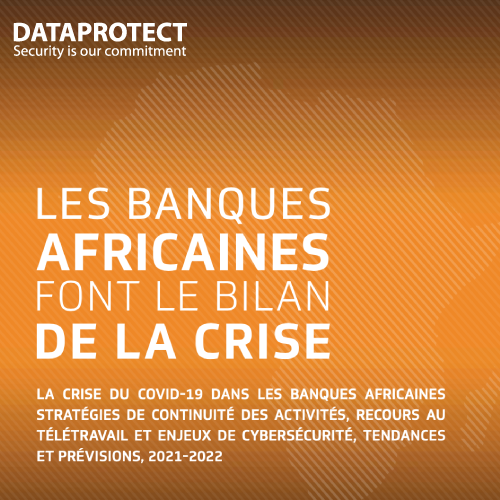 DATAPROTECT
Security is our commitment
LES BANQUES
AFRICAINES
FONT LE BILAN
DE LA CRISE
LA CRISE DU COVID-19 DANS LES BANQUES AFRICAINES
STRATÉGIES DE CONTINUITÉ DES ACTIVITÉS, RECOURS AU
TÉLÉTRAVAIL ET ENJEUX DE CYBERSÉCURITÉ, TENDANCES
ET PRÉVISIONS, 2021-2022